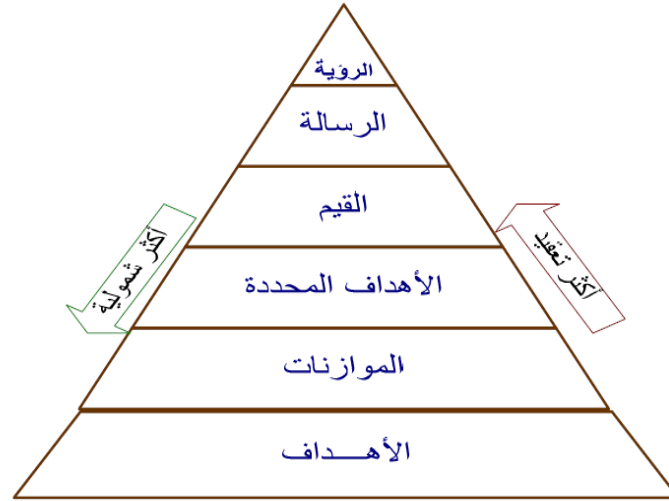 الرؤية
الرسالة
القيم
الأهداف المحددة
الموازنات
الأهـــداف
أكثر تعقيد
أكثر شمولية